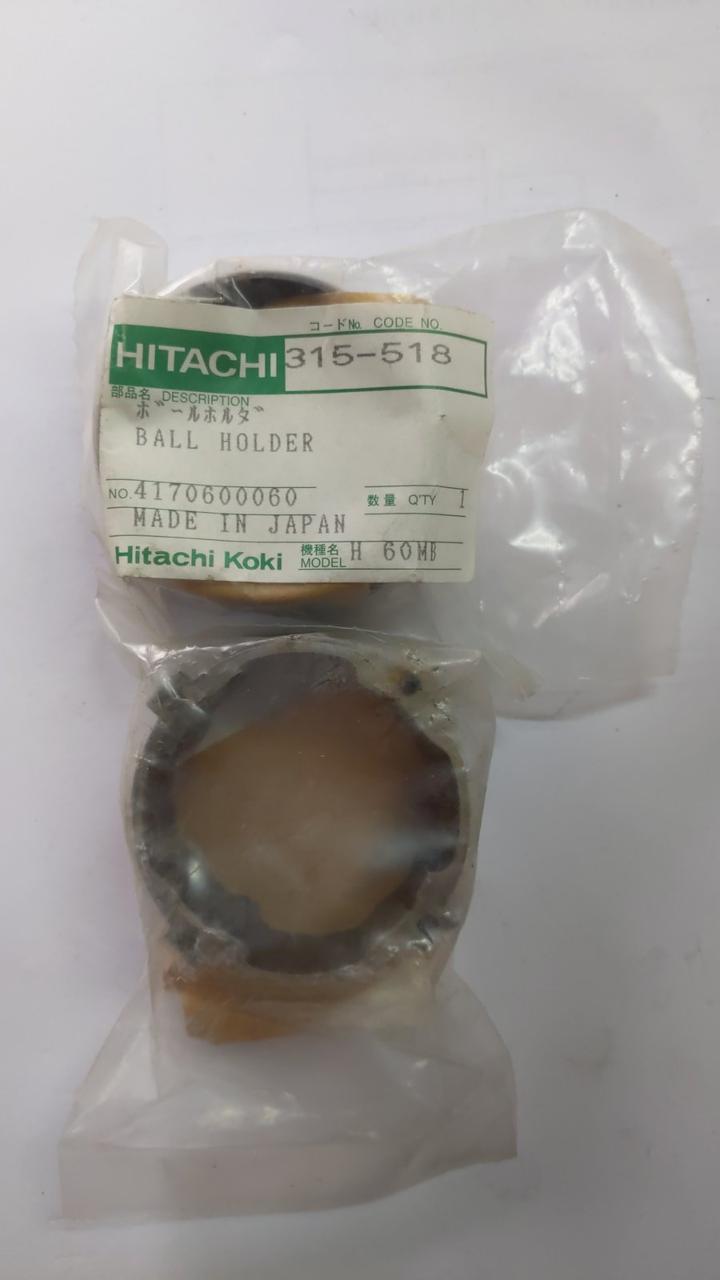 コードNo. CODE NO.
HITACHI 315-518
部品名 DESCRIPTION
ボールホルダ
BALL HOLDER
NO. 4170600060 数量 Q'TY 1
MADE IN JAPAN
Hitachi Koki 機種名 MODEL H 60MB